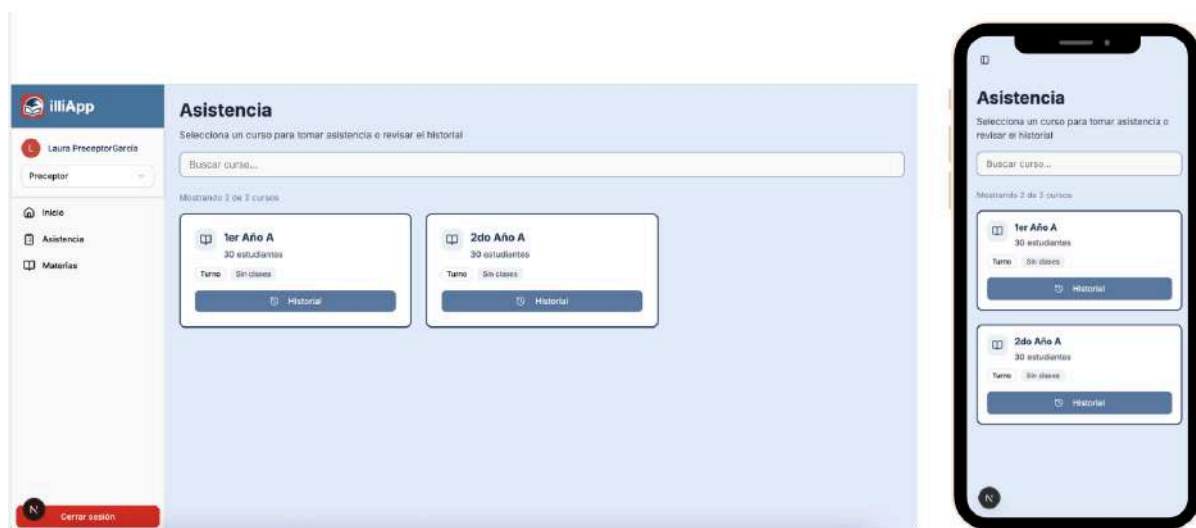 illiApp
L
Laura PreceptorGarcía
Preceptor
Inicio
Asistencia
Materias
N
Cerrar sesión
Asistencia
Selecciona un curso para tomar asistencia o revisar el historial
Buscar curso...
Mostrando 2 de 2 cursos
1er Año A
30 estudiantes
Turno Sin clases
Historial
2do Año A
30 estudiantes
Turno Sin clases
Historial
Asistencia
Selecciona un curso para tomar asistencia o
revisar el historial
Buscar curso...
Mostrando 2 de 2 cursos
1er Año A
30 estudiantes
Turno Sin clases
Historial
2do Año A
30 estudiantes
Turno Sin clases
Historial
N